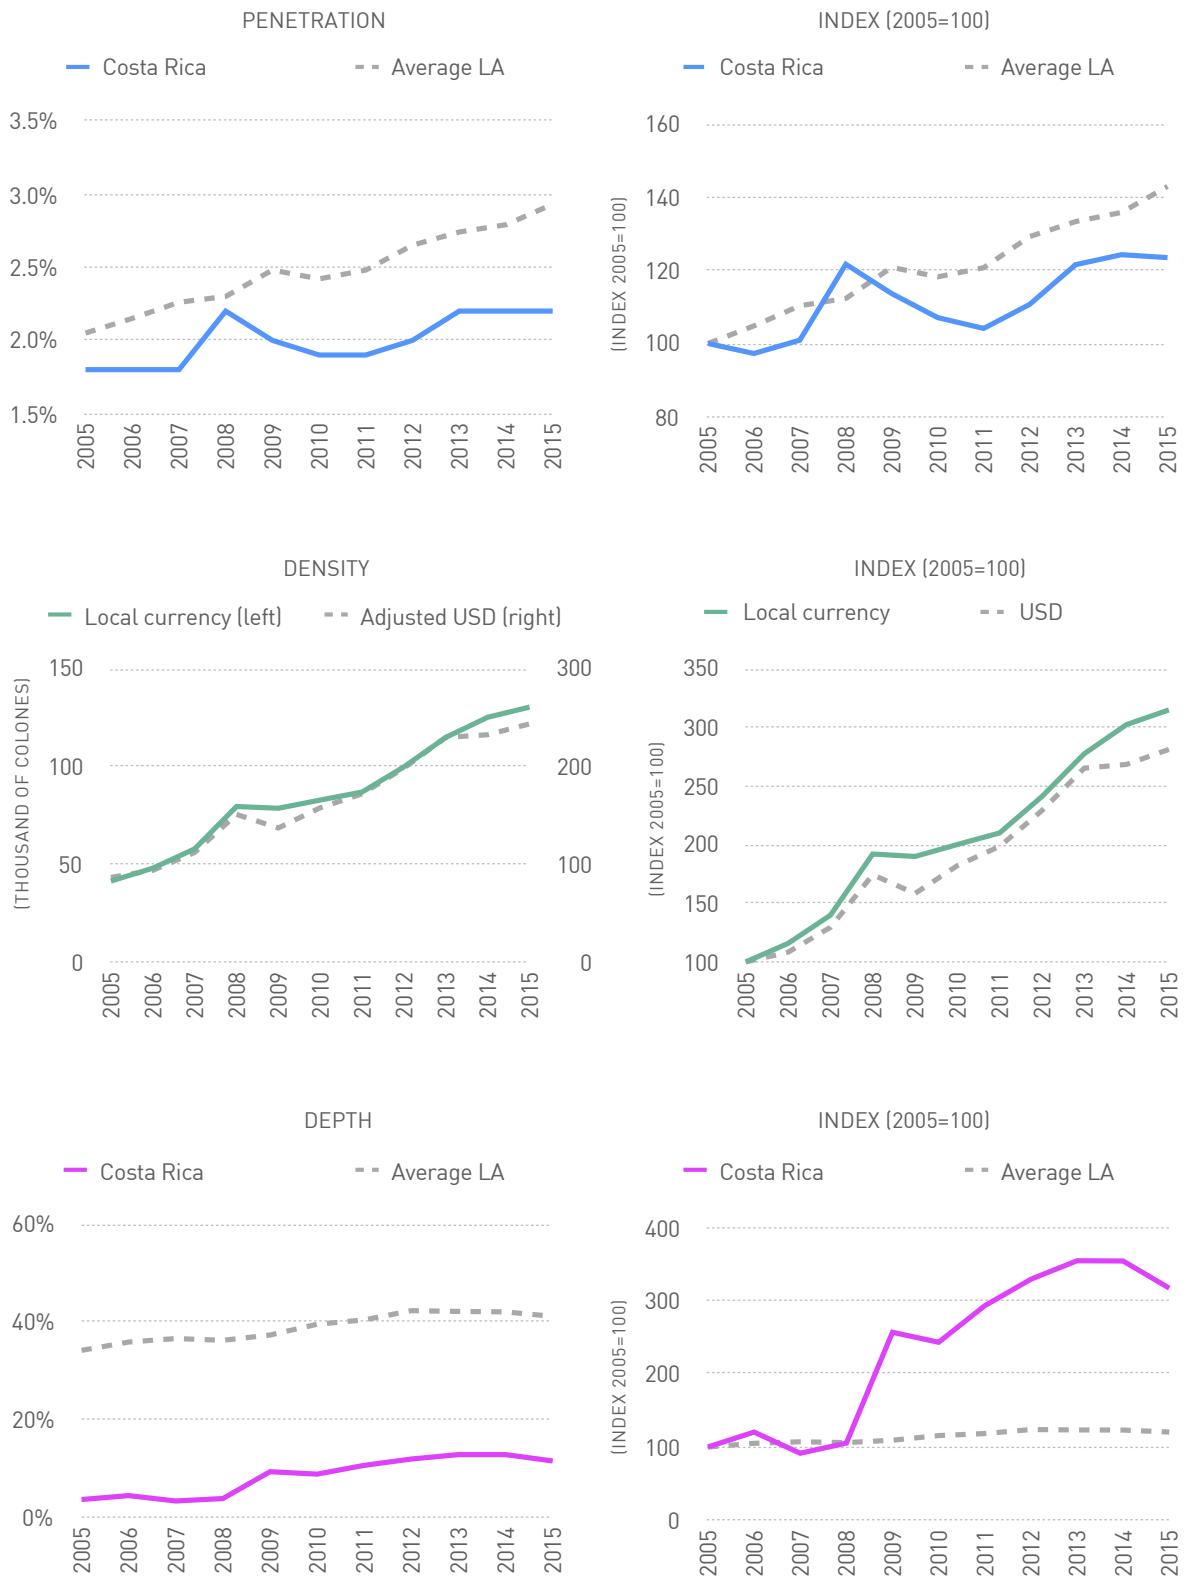 PENETRATION
Costa Rica Average LA
3.5%
3.0%
2.5%
2.0%
1.5%
2005 2006 2007 2008 2009 2010 2011 2012 2013 2014 2015
INDEX (2005=100)
Costa Rica Average LA
(INDEX 2005=100)
160
140
120
100
80
2005 2006 2007 2008 2009 2010 2011 2012 2013 2014 2015
DENSITY
Local currency (left) Adjusted USD (right)
(THOUSAND OF COLONES)
150 300
100 200
50 100
0 0
2005 2006 2007 2008 2009 2010 2011 2012 2013 2014 2015
INDEX (2005=100)
Local currency USD
(INDEX 2005=100)
350
300
250
200
150
100
2005 2006 2007 2008 2009 2010 2011 2012 2013 2014 2015
DEPTH
Costa Rica Average LA
60%
40%
20%
0%
2005 2006 2007 2008 2009 2010 2011 2012 2013 2014 2015
INDEX (2005=100)
Costa Rica Average LA
(INDEX 2005=100)
400
300
200
100
0
2005 2006 2007 2008 2009 2010 2011 2012 2013 2014 2015